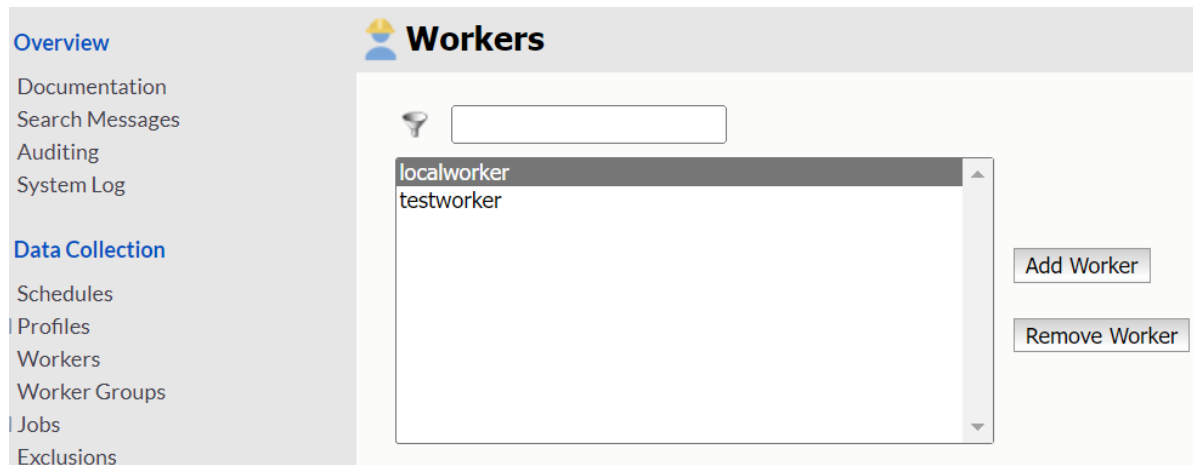 Overview
Documentation
Search Messages
Auditing
System Log
Data Collection
Schedules
Profiles
Workers
Worker Groups
Jobs
Exclusions
Workers
localworker
testworker
Add Worker
Remove Worker